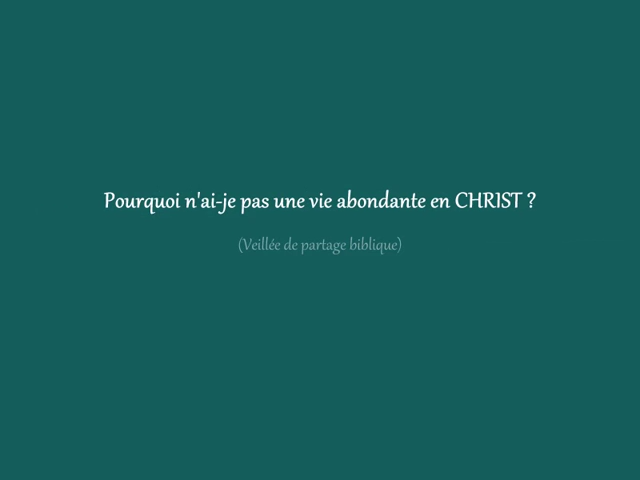 Pourquoi n'ai-je pas une vie abondante en CHRIST ?
(Veillée de partage biblique)